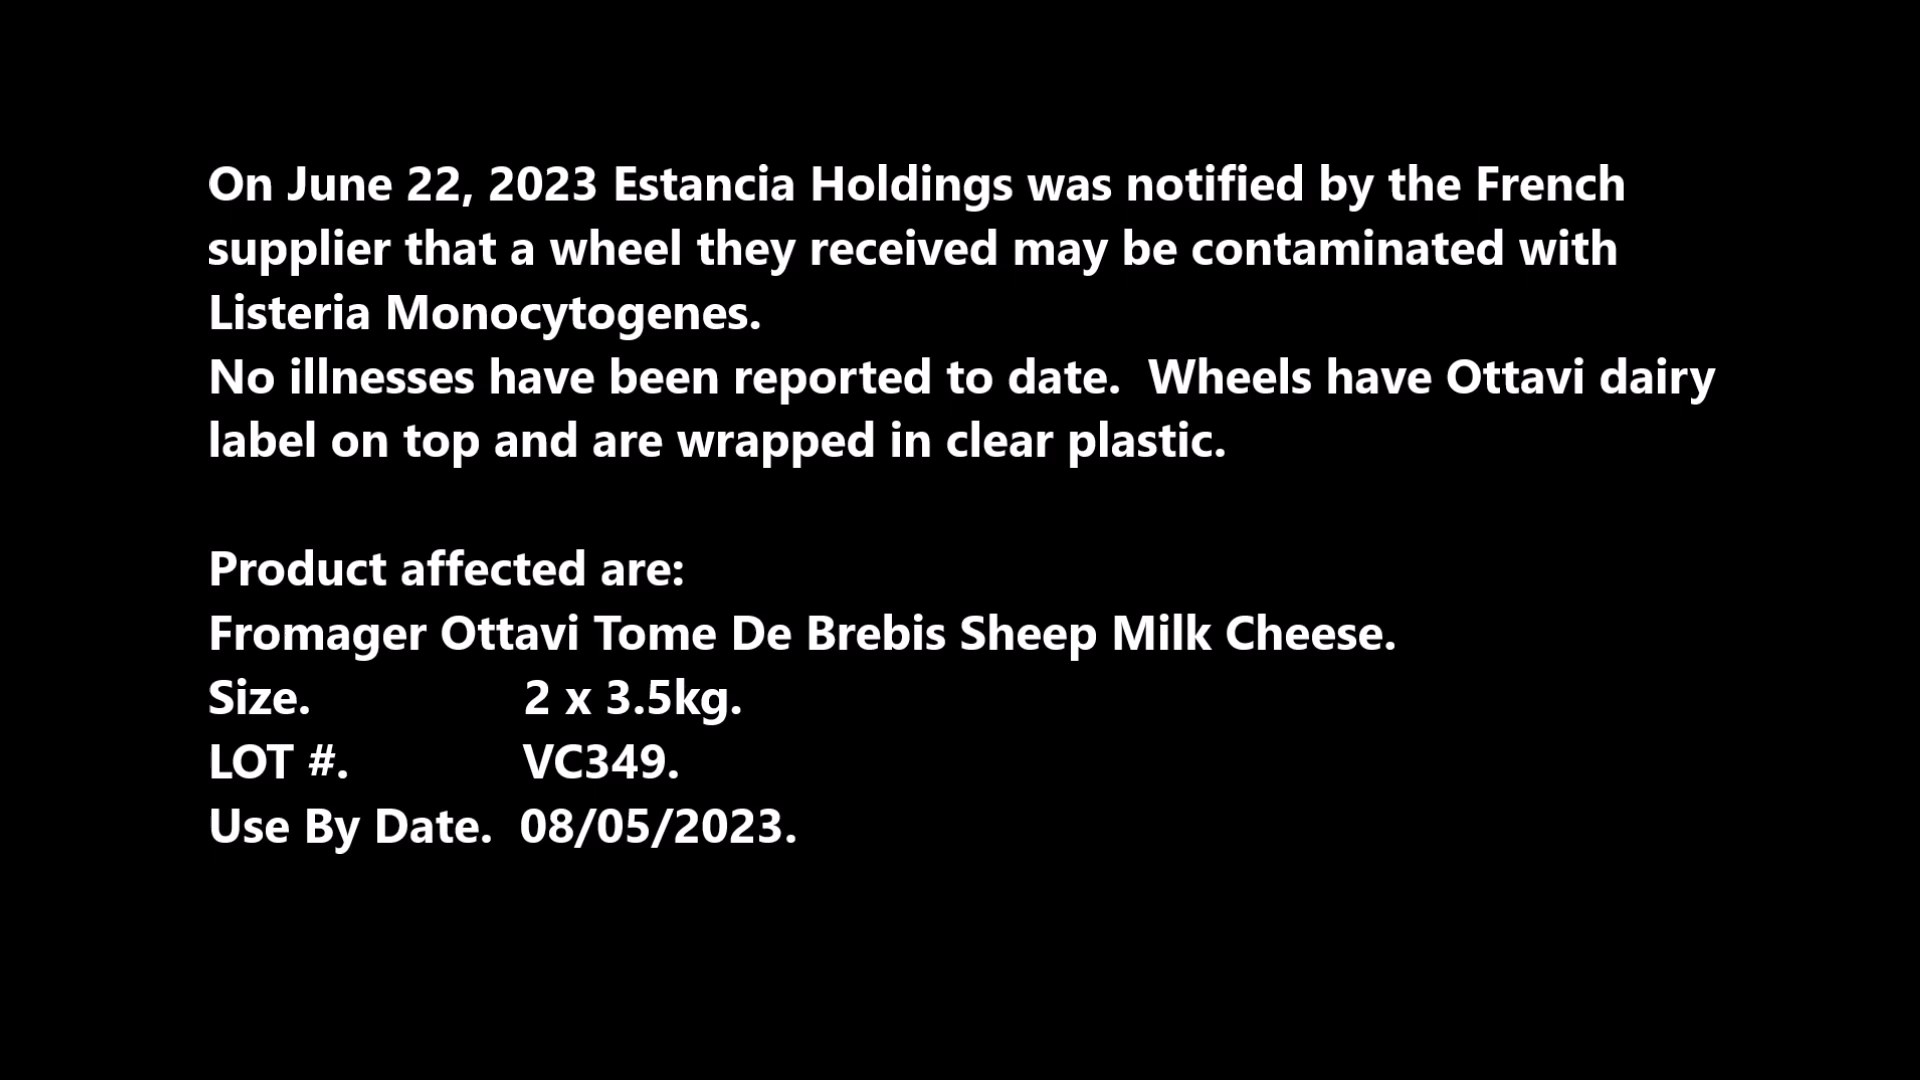 On June 22, 2023 Estancia Holdings was notified by the French
supplier that a wheel they received may be contaminated with
Listeria Monocytogenes.
No illnesses have been reported to date.  Wheels have Ottavi dairy
label on top and are wrapped in clear plastic.
Product affected are:
Fromager Ottavi Tome De Brebis Sheep Milk Cheese.
Size. 2 x 3.5kg.
LOT #. VC349.
Use By Date. 08/05/2023.